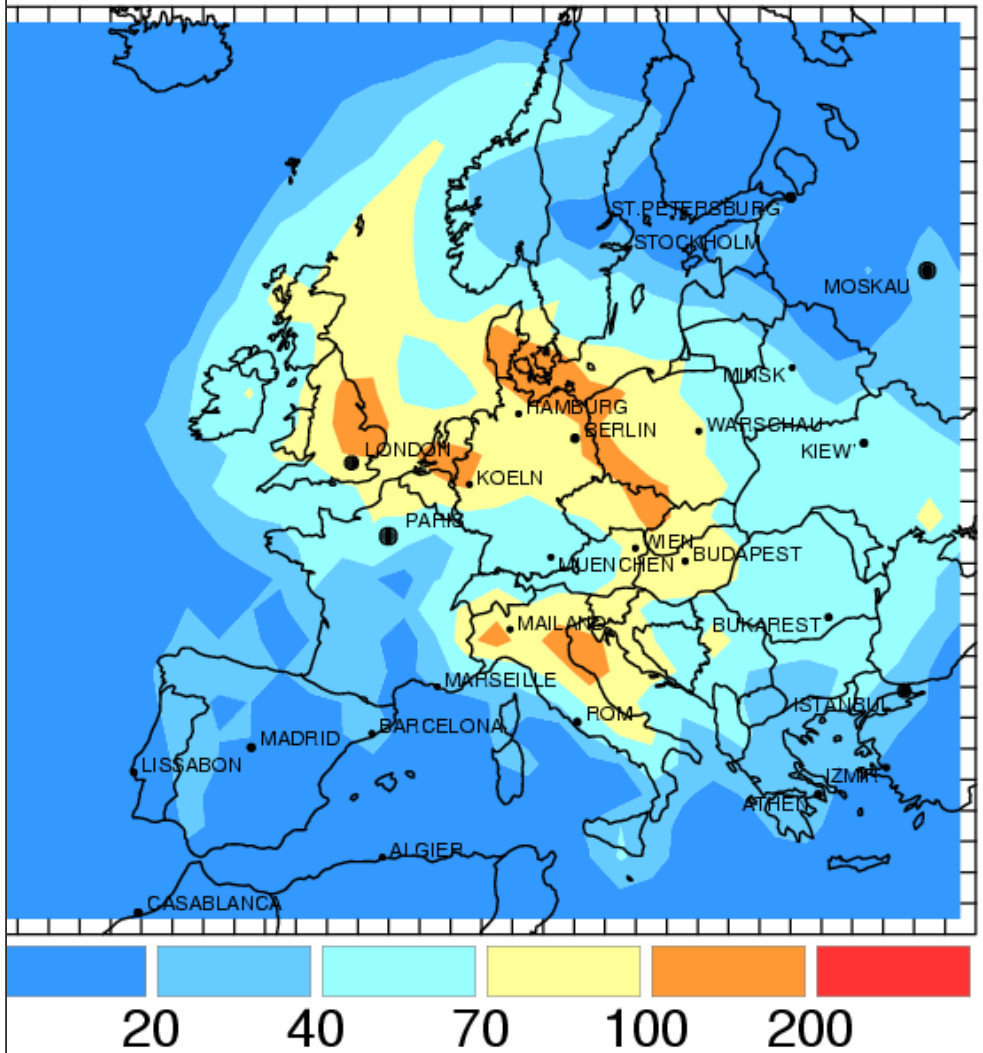 ST.PETERSBURG
STOCKHOLM
MOSKAU
MINSK
HAMBURG
WARSCHAU
BERLIN
KIEW'
LONDON
KOELN
PARIS
WIEN
BUDAPEST
MUENCHEN
MAILAND
BUKAREST
MARSEILLE
ISTANBUL
ROM
BARCELONA
MADRID
LISSABON
IZMIR
ATHEN
ALGIER
CASABLANCA
20 40 70 100 200